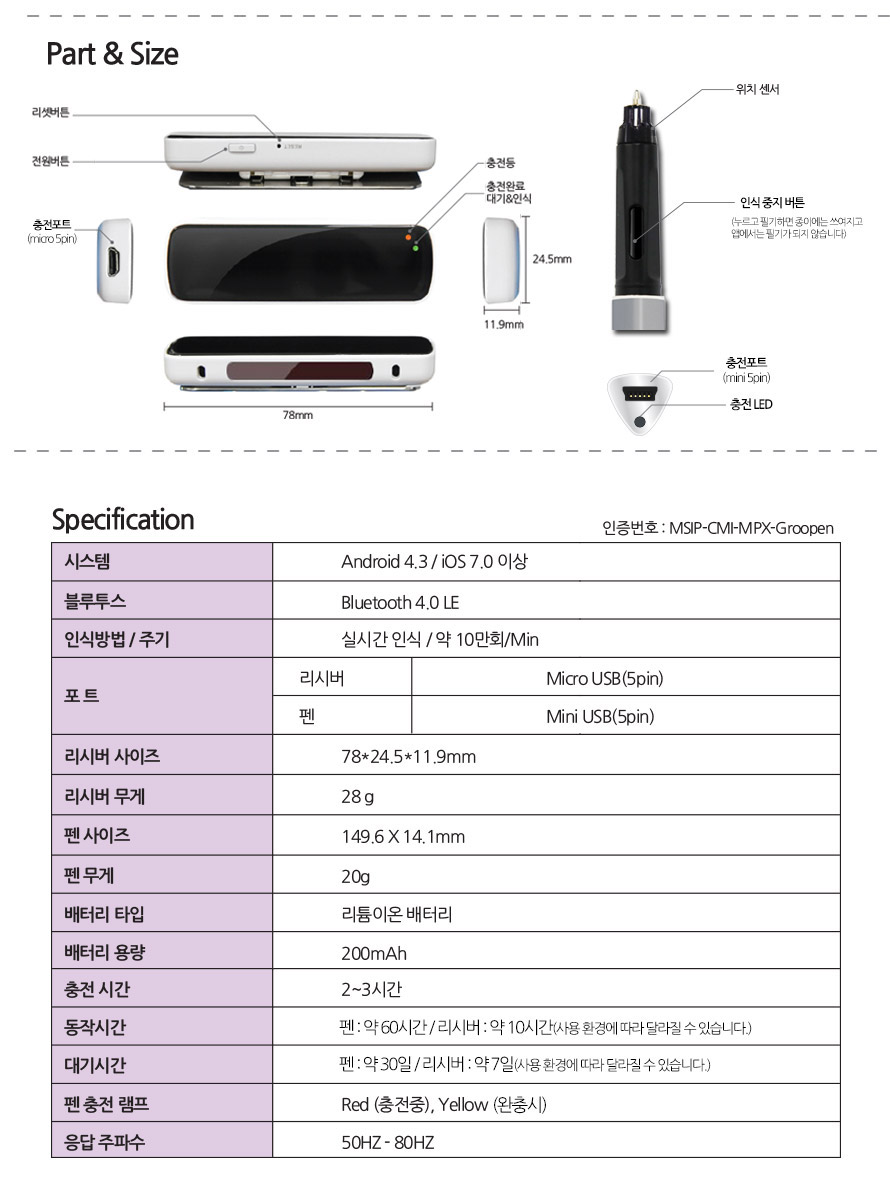 Part & Size
리셋버튼
전원버튼
충전포트
(micro 5pin)
RESET
충전등
충전완료
대기&인식
24.5mm
11.9mm
78mm
위치 센서
인식 중지 버튼
(누르고 필기하면 종이에는 쓰여지고
앱에서는 필기가 되지 않습니다)
충전포트
(mini 5pin)
충전 LED
Specification
인증번호 : MSIP-CMI-MPX-Groopen
시스템 Android 4.3 / iOS 7.0 이상
블루투스 Bluetooth 4.0 LE
인식방법 / 주기 실시간 인식 / 약 10만회/Min
포 트 리시버 Micro USB(5pin)
펜 Mini USB(5pin)
리시버 사이즈 78*24.5*11.9mm
리시버 무게 28 g
펜 사이즈 149.6 X 14.1mm
펜 무게 20g
배터리 타입 리튬이온 배터리
배터리 용량 200mAh
충전 시간 2~3시간
동작시간 펜 : 약 60시간 / 리시버 : 약 10시간(사용 환경에 따라 달라질 수 있습니다.)
대기시간 펜 : 약 30일 / 리시버 : 약 7일(사용 환경에 따라 달라질 수 있습니다.)
펜 충전 램프 Red (충전중), Yellow (완충시)
응답 주파수 50HZ - 80HZ